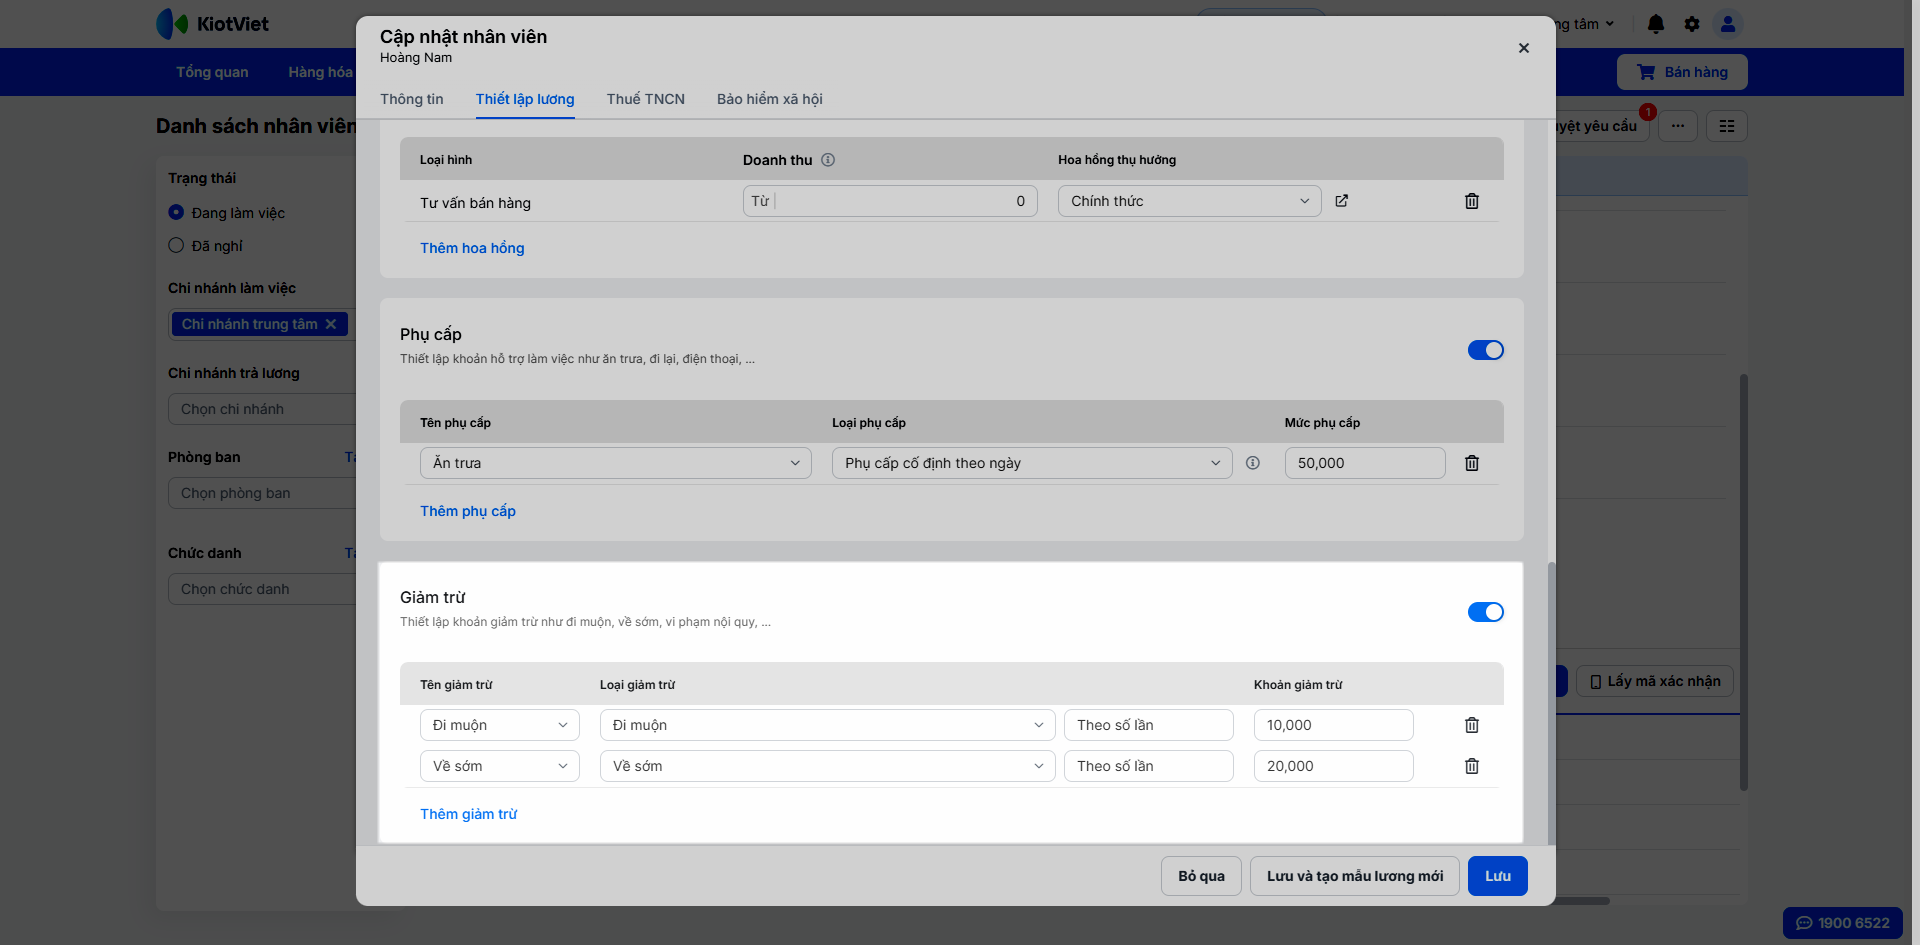 KiotViet
ng tâm
Tổng quan
Hàng hóa
Bán hàng
Danh sách nhân viên
yệt yêu cầu
1
...
Trạng thái
Đang làm việc
Đã nghỉ
Chi nhánh làm việc
Chi nhánh trung tâm
Chi nhánh trả lương
Chọn chi nhánh
Phòng ban
Chọn phòng ban
Chức danh
Chọn chức danh
Cập nhật nhân viên
Hoàng Nam
Thông tin
Thiết lập lương
Thuế TNCN
Bảo hiểm xã hội
Loại hình
Doanh thu
Hoa hồng thụ hưởng
Tư vấn bán hàng
Từ
0
Chính thức
Thêm hoa hồng
Phụ cấp
Thiết lập khoản hỗ trợ làm việc như ăn trưa, đi lại, điện thoại, ...
Tên phụ cấp
Loại phụ cấp
Mức phụ cấp
Ăn trưa
Phụ cấp cố định theo ngày
50,000
Thêm phụ cấp
Giảm trừ
Thiết lập khoản giảm trừ như đi muộn, về sớm, vi phạm nội quy, ...
Tên giảm trừ
Loại giảm trừ
Khoản giảm trừ
Đi muộn
Đi muộn
Theo số lần
10,000
Về sớm
Về sớm
Theo số lần
20,000
Thêm giảm trừ
Bỏ qua
Lưu và tạo mẫu lương mới
Lưu
Lấy mã xác nhận
1900 6522